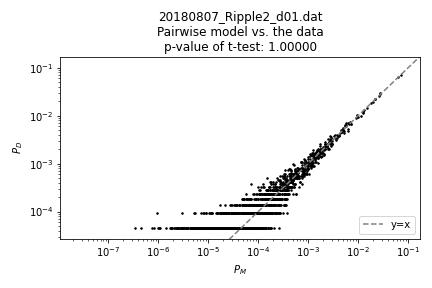 20180807_Ripple2_d01.dat
Pairwise model vs. the data
p-value of t-test: 1.00000
10⁻¹
10⁻²
10⁻³
10⁻⁴
P_D
y=x
10⁻⁷ 10⁻⁶ 10⁻⁵ 10⁻⁴ 10⁻³ 10⁻² 10⁻¹
P_M